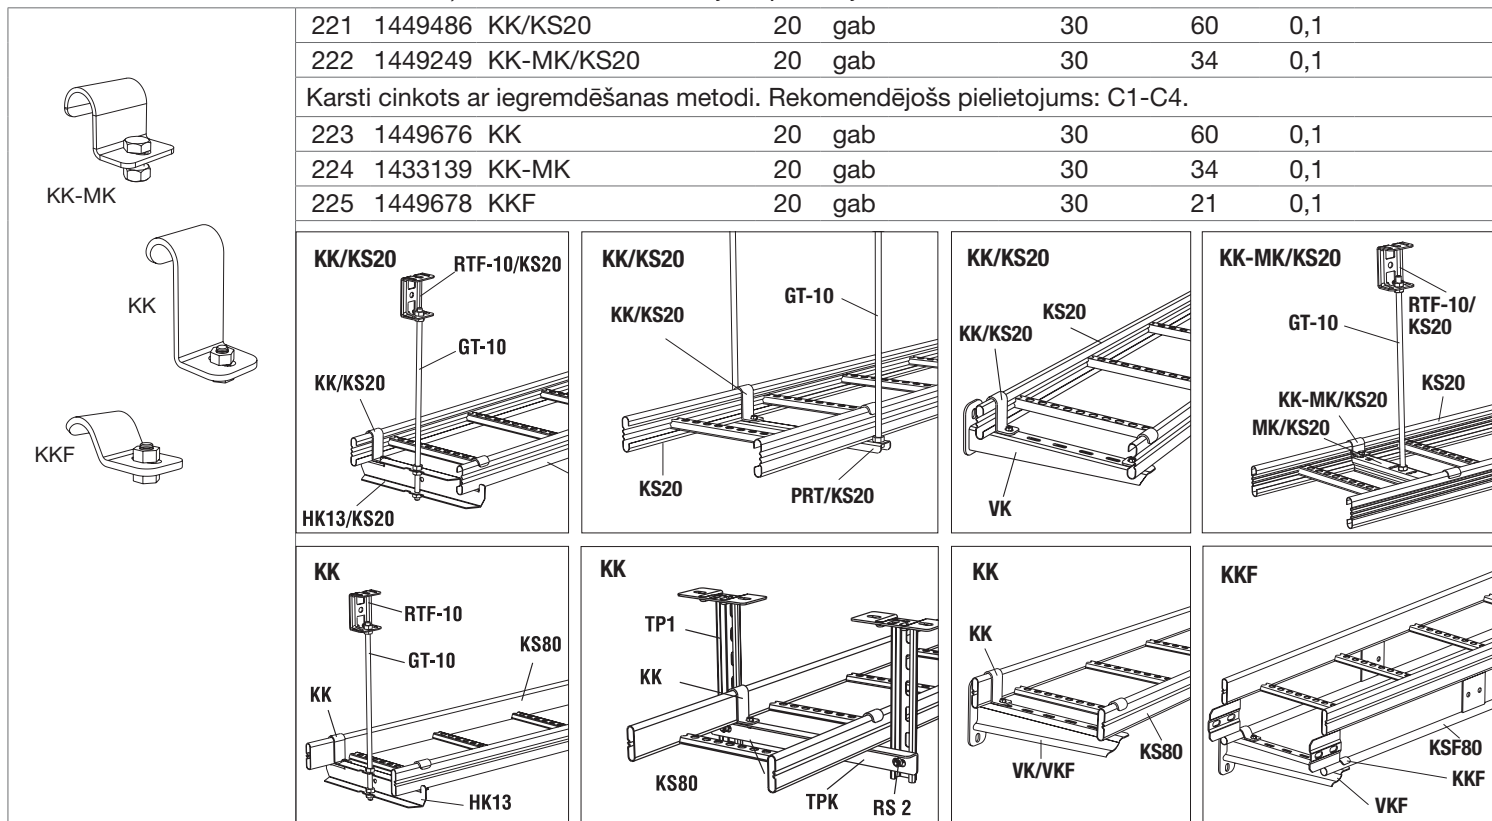 221 1449486 KK/KS20 20 gab 30 60 0,1
222 1449249 KK-MK/KS20 20 gab 30 34 0,1
Karsti cinkots ar iegremdēšanas metodi. Rekomendējošs pielietojums: C1-C4.
223 1449676 KK 20 gab 30 60 0,1
224 1433139 KK-MK 20 gab 30 34 0,1
225 1449678 KKF 20 gab 30 21 0,1
KK-MK
KK
KKF
KK/KS20
RTF-10/KS20
GT-10
KK/KS20
HK13/KS20
KK/KS20
GT-10
KK/KS20
KS20
PRT/KS20
KK/KS20
KS20
KK/KS20
VK
KK-MK/KS20
RTF-10/
KS20
GT-10
KS20
KK-MK/KS20
MK/KS20
KK
RTF-10
KS80
GT-10
KK
HK13
KK
TP1
KK
KS80
TPK
RS 2
KK
KK
KS80
VK/VKF
KKF
KSF80
KKF
VKF